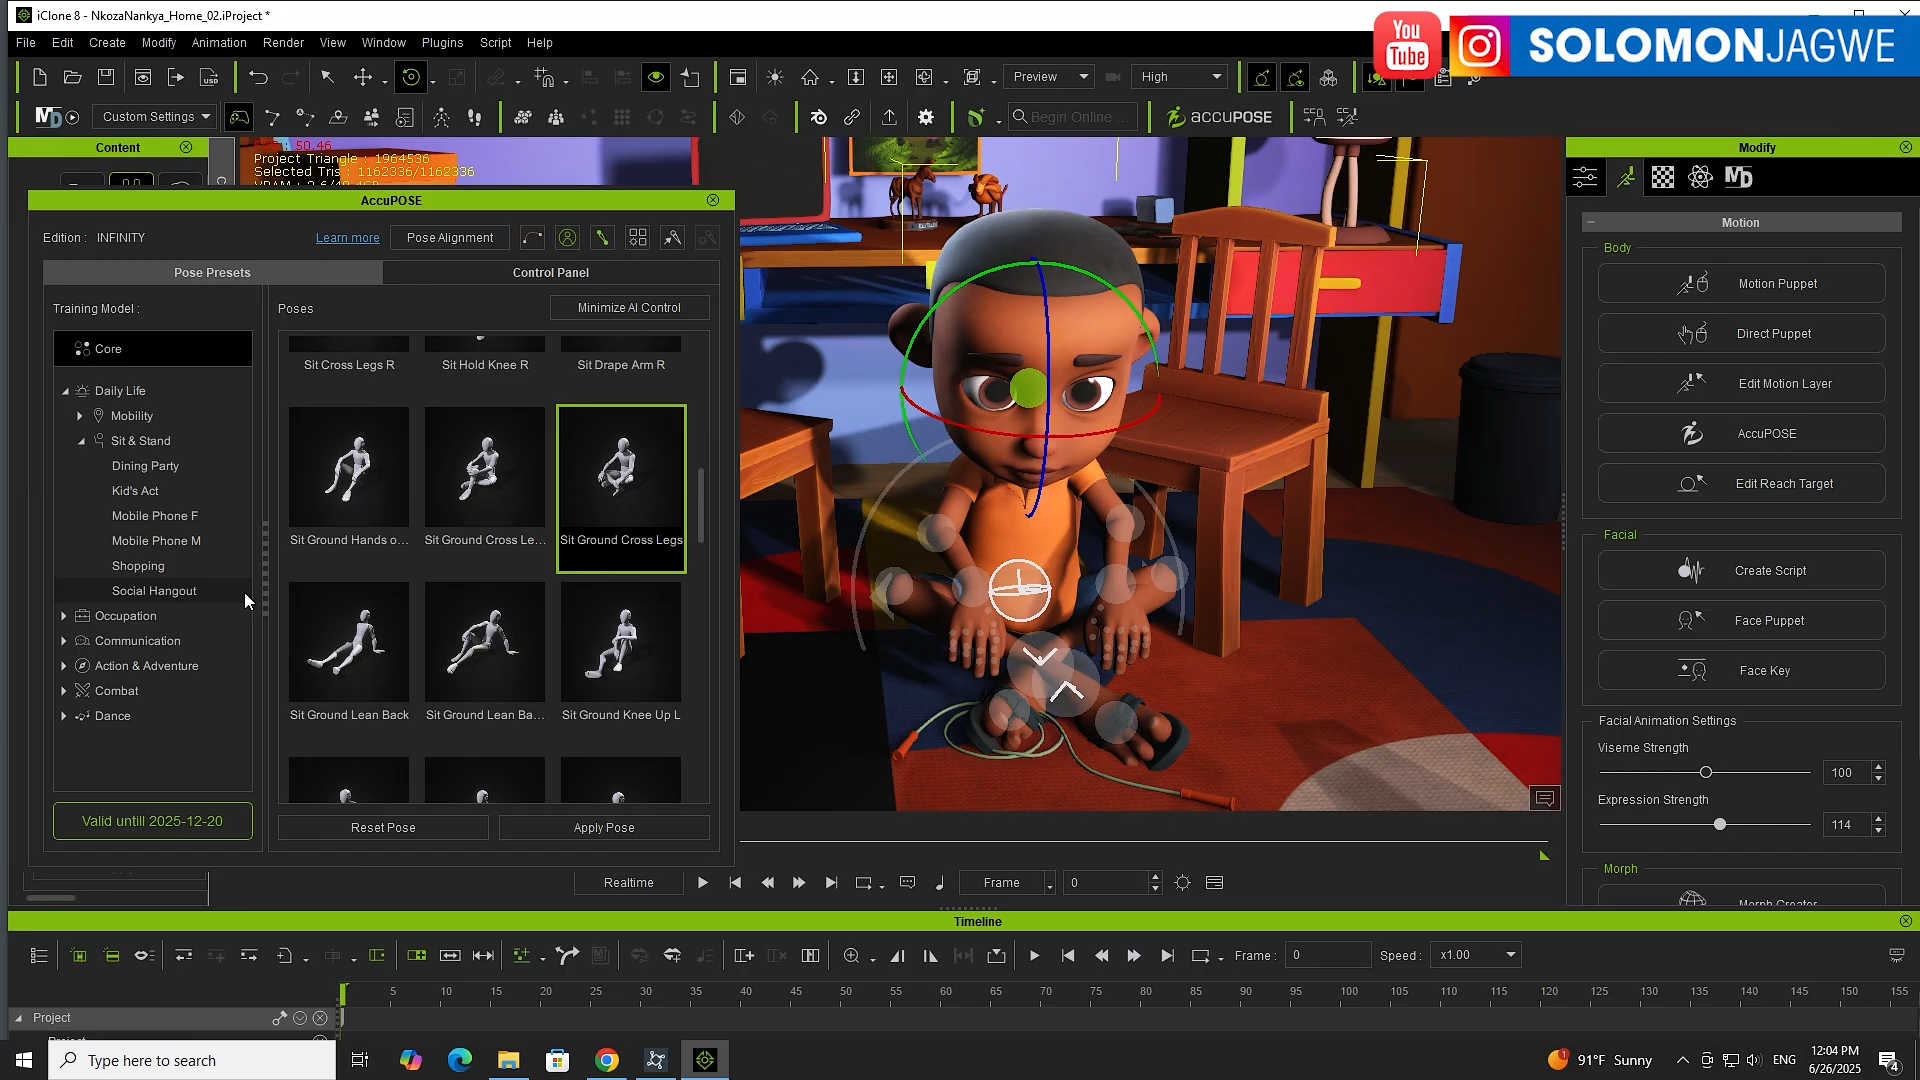 iClone 8 - NkozaNankya_Home_02.iProject *
You
Tube
SOLOMONJAGWE
File Edit Create Modify Animation Render View Window Plugins Script Help
Preview High
MD Custom Settings Begin Online ... ACCUPOSE
Content
50.46
Project Triangle : 1964536
Selected Tris : 1162336/1162336
AccuPOSE
Edition : INFINITY
Learn more
Pose Alignment
Pose Presets
Control Panel
Training Model :
Core
Daily Life
Mobility
Sit & Stand
Dining Party
Kid's Act
Mobile Phone F
Mobile Phone M
Shopping
Social Hangout
Occupation
Communication
Action & Adventure
Combat
Dance
Valid untill 2025-12-20
Poses
Minimize AI Control
Sit Cross Legs R
Sit Hold Knee R
Sit Drape Arm R
Sit Ground Hands o...
Sit Ground Cross Le...
Sit Ground Cross Legs
Sit Ground Lean Back
Sit Ground Lean Ba...
Sit Ground Knee Up L
Reset Pose
Apply Pose
Modify
MD
Motion
Body
Motion Puppet
Direct Puppet
Edit Motion Layer
AccuPOSE
Edit Reach Target
Facial
Create Script
Face Puppet
Face Key
Facial Animation Settings
Viseme Strength
100
Expression Strength
114
Morph
Morph Creator
Realtime Frame 0
Timeline
Frame : 0 Speed : x1.00
5 10 15 20 25 30 35 40 45 50 55 60 65 70 75 80 85 90 95 100 105 110 115 120 125 130 135 140 145 150 155
Project
Type here to search
91°F Sunny
ENG
12:04 PM
6/26/2025
4